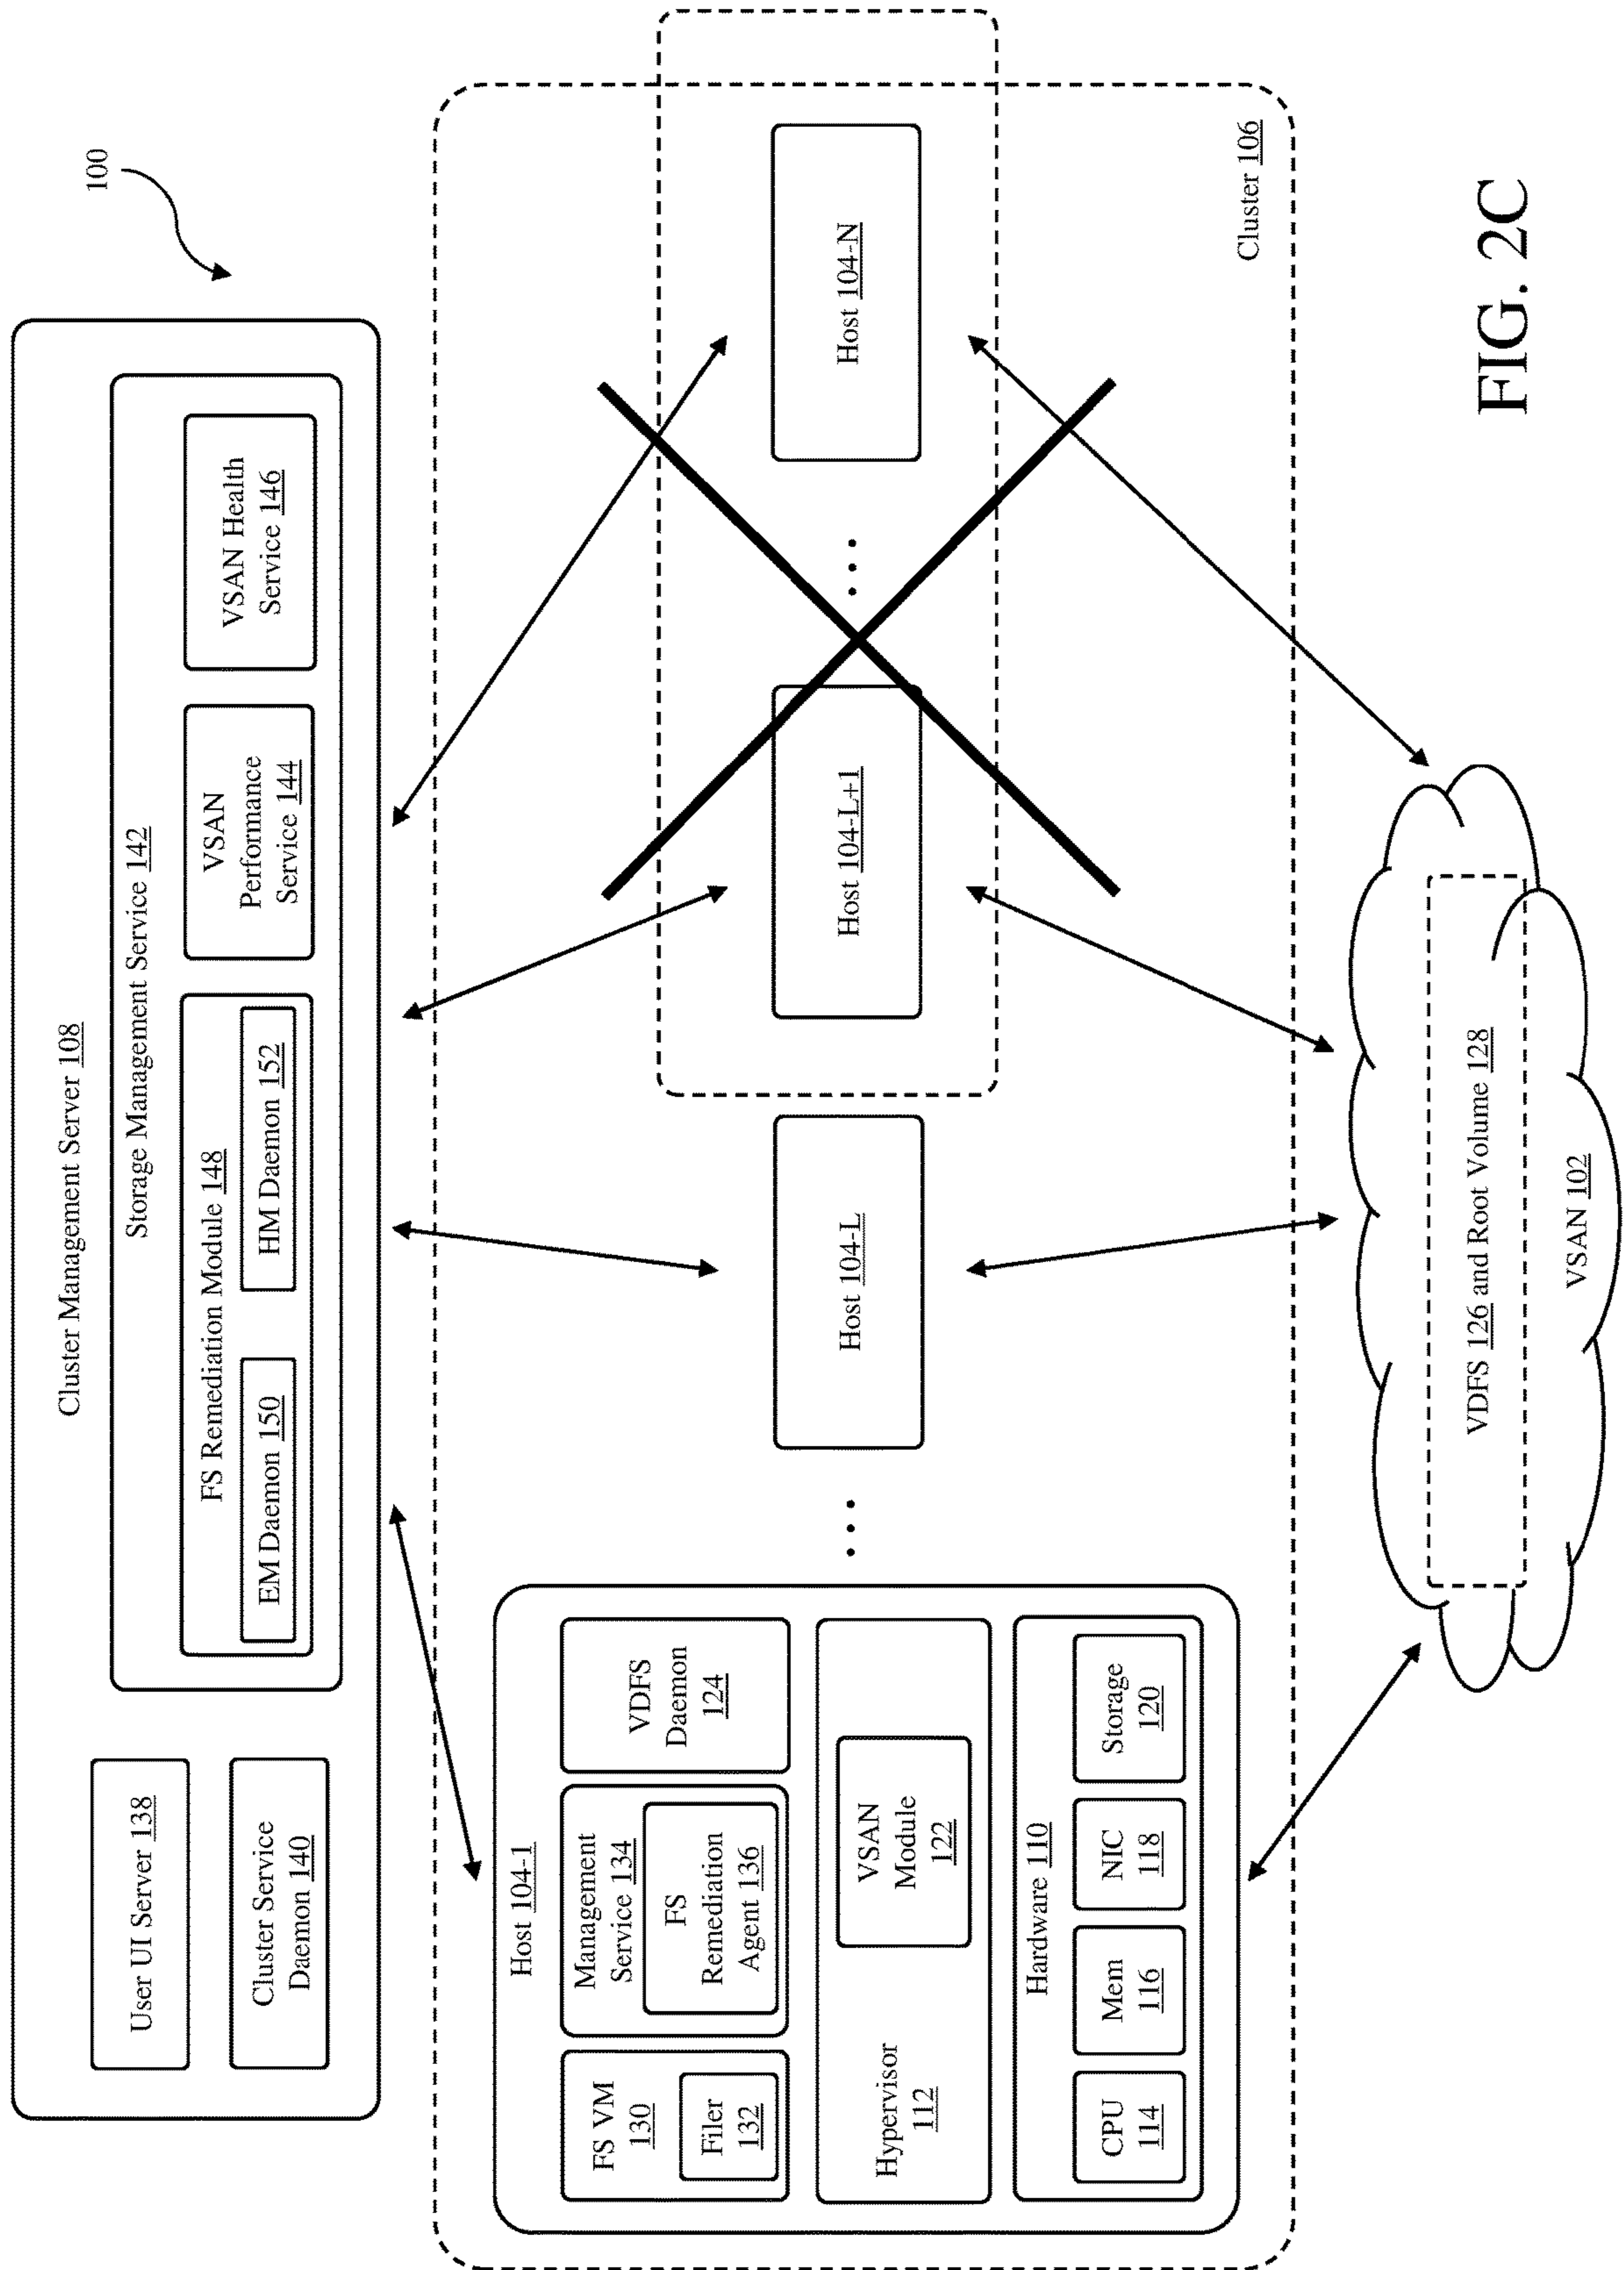 100
Cluster Management Server 108
User UI Server 138
Cluster Service
Daemon 140
Storage Management Service 142
FS Remediation Module 148
EM Daemon 150
HM Daemon 152
VSAN
Performance
Service 144
VSAN Health
Service 146
Host 104-1
FS VM
130
Filer
132
Management
Service 134
FS
Remediation
Agent 136
VDFS
Daemon
124
Hypervisor
112
VSAN
Module
122
Hardware 110
CPU
114
Mem
116
NIC
118
Storage
120
...
Host 104-L
Host 104-L+1
...
Host 104-N
Cluster 106
VDFS 126 and Root Volume 128
VSAN 102
FIG. 2C